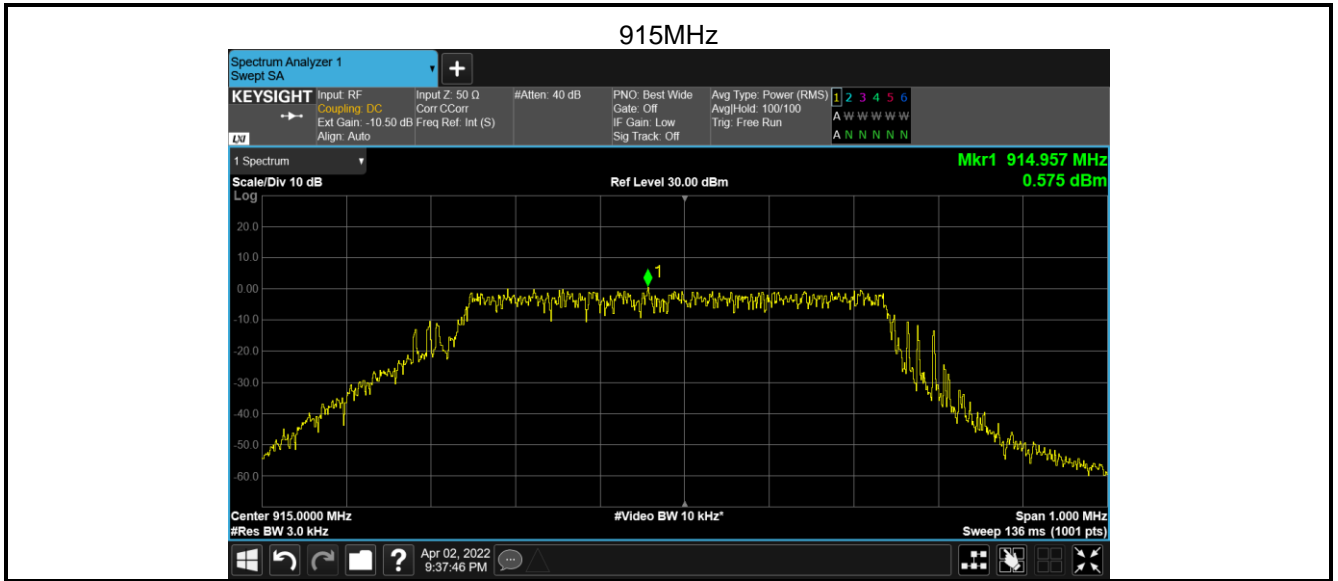 915MHz
Spectrum Analyzer 1
Swept SA
+
KEYSIGHT
Input: RF
Coupling: DC
Ext Gain: -10.50 dB
Align: Auto
LXI
Input Z: 50 Ω
Corr CCorr
Freq Ref: Int (S)
#Atten: 40 dB
PNO: Best Wide
Gate: Off
IF Gain: Low
Sig Track: Off
Avg Type: Power (RMS)
Avg|Hold: 100/100
Trig: Free Run
1 2 3 4 5 6
A W W W W W
A N N N N N
1 Spectrum
Mkr1 914.957 MHz
0.575 dBm
Scale/Div 10 dB
Ref Level 30.00 dBm
Log
20.0
10.0
0.00
-10.0
-20.0
-30.0
-40.0
-50.0
-60.0
1
Center 915.0000 MHz
#Video BW 10 kHz*
Span 1.000 MHz
#Res BW 3.0 kHz
Sweep 136 ms (1001 pts)
?
Apr 02, 2022
9:37:46 PM